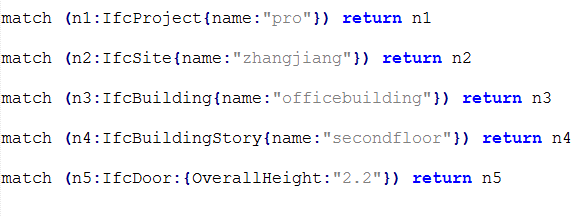 match (n1:IfcProject{name:"pro"}) return n1
match (n2:IfcSite{name:"zhangjiang"}) return n2
match (n3:IfcBuilding{name:"officebuilding"}) return n3
match (n4:IfcBuildingStory{name:"secondfloor"}) return n4
match (n5:IfcDoor:{OverallHeight:"2.2"}) return n5